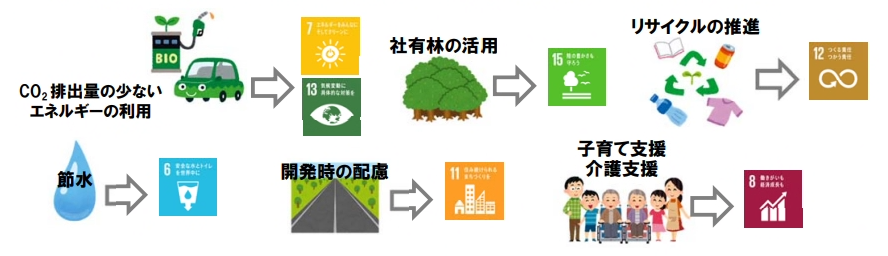 CO₂排出量の少ない
エネルギーの利用
BIO
7 エネルギーをみんなに
そしてクリーンに
13 気候変動に
具体的な対策を
社有林の活用
15 陸の豊かさも
守ろう
リサイクルの推進
12 つくる責任
つかう責任
節水
6 安全な水とトイレ
を世界中に
開発時の配慮
11 住み続けられる
まちづくりを
子育て支援
介護支援
8 働きがいも
経済成長も